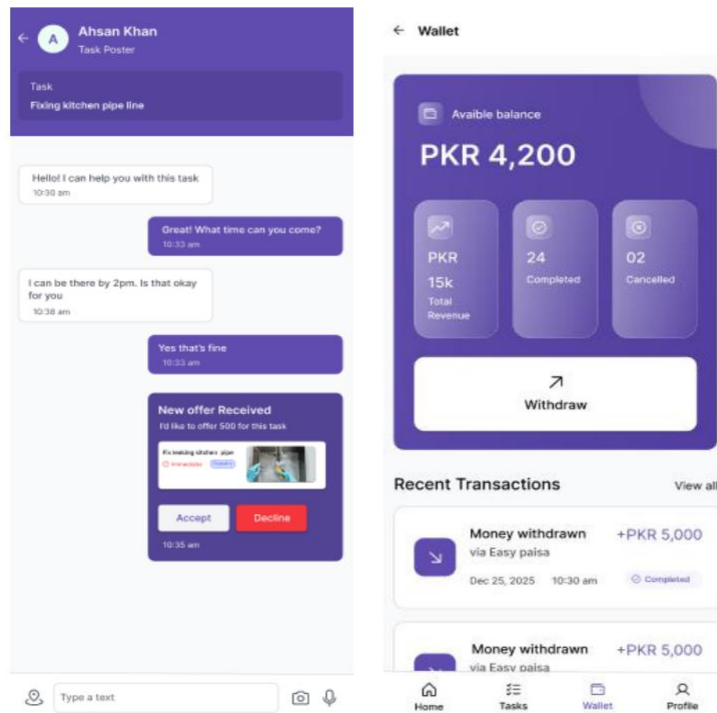 A
Ahsan Khan
Task Poster
Task
Fixing kitchen pipe line
Hello! I can help you with this task
10:30 am
Great! What time can you come?
10:33 am
I can be there by 2pm. Is that okay
for you
10:38 am
Yes that's fine
10:33 am
New offer Received
I'd like to offer 500 for this task
Fix leaking kitchen pipe
Immediate
Accept
Decline
10:35 am
Type a text
Wallet
Avaible balance
PKR 4,200
PKR
15k
Total
Revenue
24
Completed
02
Cancelled
Withdraw
Recent Transactions
View all
Money withdrawn
+PKR 5,000
via Easy paisa
Dec 25, 2025
10:30 am
Completed
Money withdrawn
+PKR 5,000
via Easy paisa
Home
Tasks
Wallet
Profile